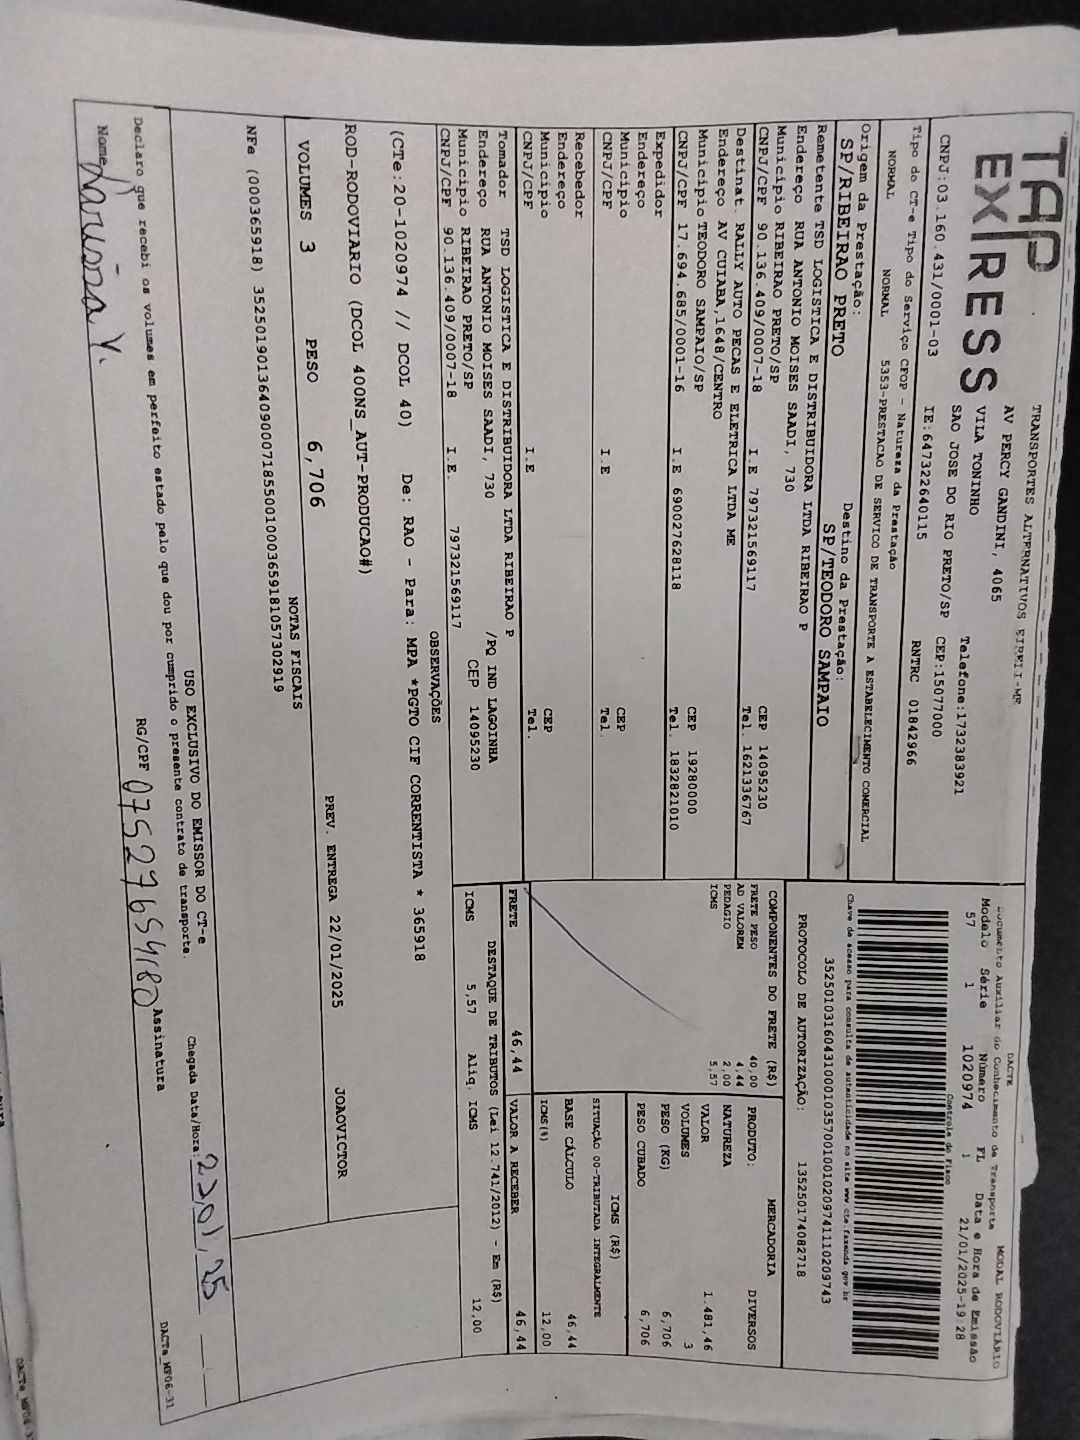 TAP
EX|RESS
TRANSPORTES ALTERNATIVOS EIRELI-ME
AV PERCY GANDINI, 4065
VILA TONINHO
SAO JOSE DO RIO PRETO/SP CEP:15077000
Telefone:1732383921
CNPJ:03.160.431/0001-03 IE:647322640115 RNTRC 01842966
Tipo do CT-e Tipo do Serviço CFOP - Natureza da Prestação
NORMAL NORMAL 5353-PRESTACAO DE SERVICO DE TRANSPORTE A ESTABELECIMENTO COMERCIAL
Origem da Prestação: Destino da Prestação:
SP/RIBEIRAO PRETO SP/TEODORO SAMPAIO
Remetente TSD LOGISTICA E DISTRIBUIDORA LTDA RIBEIRAO P
Endereço RUA ANTONIO MOISES SAADI, 730
Municipio RIBEIRAO PRETO/SP CEP 14095230
CNPJ/CPF 90.136.409/0007-18 I.E 797321569117 Tel. 1621336767
Destinat. RALLY AUTO PECAS E ELETRICA LTDA ME
Endereço AV CUIABA,1648/CENTRO
Municipio TEODORO SAMPAIO/SP CEP 19280000
CNPJ/CPF 17.694.685/0001-16 I.E 690027628118 Tel. 1832821010
Expedidor
Endereço
Municipio CEP
CNPJ/CPF I.E Tel.
Recebedor
Endereço
Municipio CEP
CNPJ/CPF I.E Tel.
Tomador TSD LOGISTICA E DISTRIBUIDORA LTDA RIBEIRAO P
Endereço RUA ANTONIO MOISES SAADI, 730 /PQ IND LAGOINHA
Municipio RIBEIRAO PRETO/SP CEP 14095230
CNPJ/CPF 90.136.409/0007-18 I.E. 797321569117
DACTE MODAL RODOVIÁRIO
Documento Auxiliar do Conhecimento de Transporte
Modelo Série Número FL Data e Hora de Emissão
57 1 1020974 1 21/01/2025-19:28
Controle do Fisco
Chave de acesso para consulta de autenticidade no site www.cte.fazenda.gov.br
35250103160431000103570010010209741110209743
PROTOCOLO DE AUTORIZAÇÃO: 135250174082718
COMPONENTES DO FRETE (R$)
FRETE PESO 40,00
AD VALOREM 4,44
PEDAGIO 2,00
ICMS 5,57
MERCADORIA
PRODUTO: DIVERSOS
NATUREZA
VALOR 1.481,46
VOLUMES 3
PESO (KG) 6,706
PESO CUBADO 6,706
ICMS (R$)
SITUAÇÃO 00-TRIBUTADA INTEGRALMENTE
BASE CÁLCULO 46,44
ICMS(%) 12,00
FRETE 46,44 VALOR A RECEBER 46,44
DESTAQUE DE TRIBUTOS (Lei 12.741/2012) - Em (R$)
ICMS 5,57 Aliq. ICMS 12,00
OBSERVAÇÕES
(CTe:20-1020974 // DCOL 40) De: RAO - Para: MPA *PGTO CIF CORRENTISTA * 365918
ROD-RODOVIARIO (DCOL 400NS_AUT-PRODUCAO#)
PREV. ENTREGA 22/01/2025 JOAOVICTOR
VOLUMES 3 PESO 6,706
NOTAS FISCAIS
NFe (000365918) 35250190136409000718550010003659181057302919
USO EXCLUSIVO DO EMISSOR DO CT-e
Declaro que recebi os volumes em perfeito estado pelo que dou por cumprido o presente contrato de transporte.
Chegada Data/Hora:
Nome RG/CPF 07527654180 Assinatura
DACTe_MP06-31